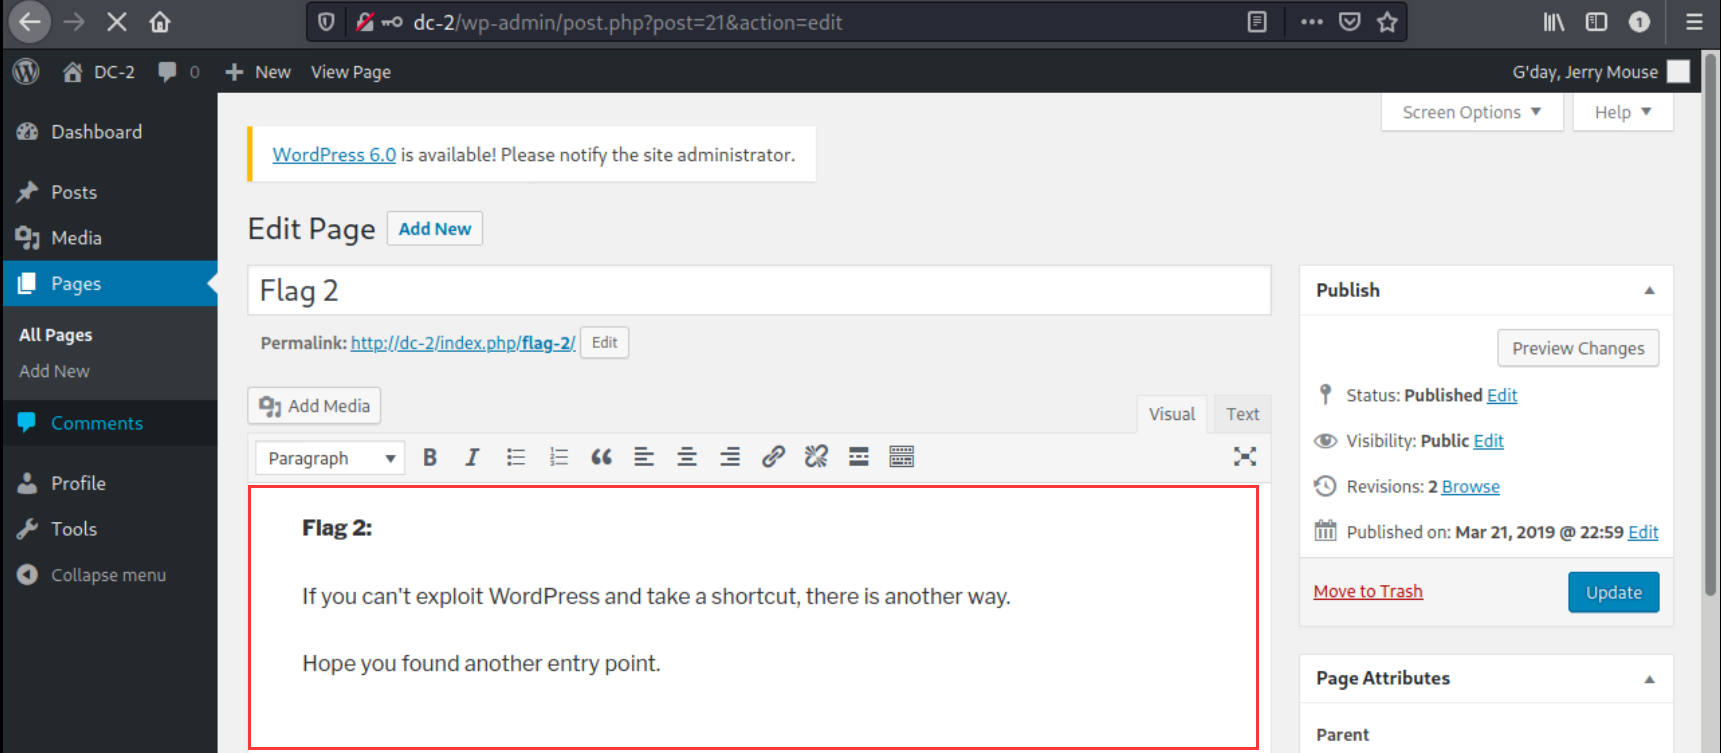 dc-2/wp-admin/post.php?post=21&action=edit
1
DC-2 0 New View Page G'day, Jerry Mouse
Screen Options Help
Dashboard
Posts
Media
Pages
All Pages
Add New
Comments
Profile
Tools
Collapse menu
WordPress 6.0 is available! Please notify the site administrator.
Edit Page Add New
Flag 2
Permalink: http://dc-2/index.php/flag-2/ Edit
Add Media
Visual Text
Paragraph B I
Flag 2:
If you can't exploit WordPress and take a shortcut, there is another way.
Hope you found another entry point.
Publish
Preview Changes
Status: Published Edit
Visibility: Public Edit
Revisions: 2 Browse
Published on: Mar 21, 2019 @ 22:59 Edit
Move to Trash Update
Page Attributes
Parent